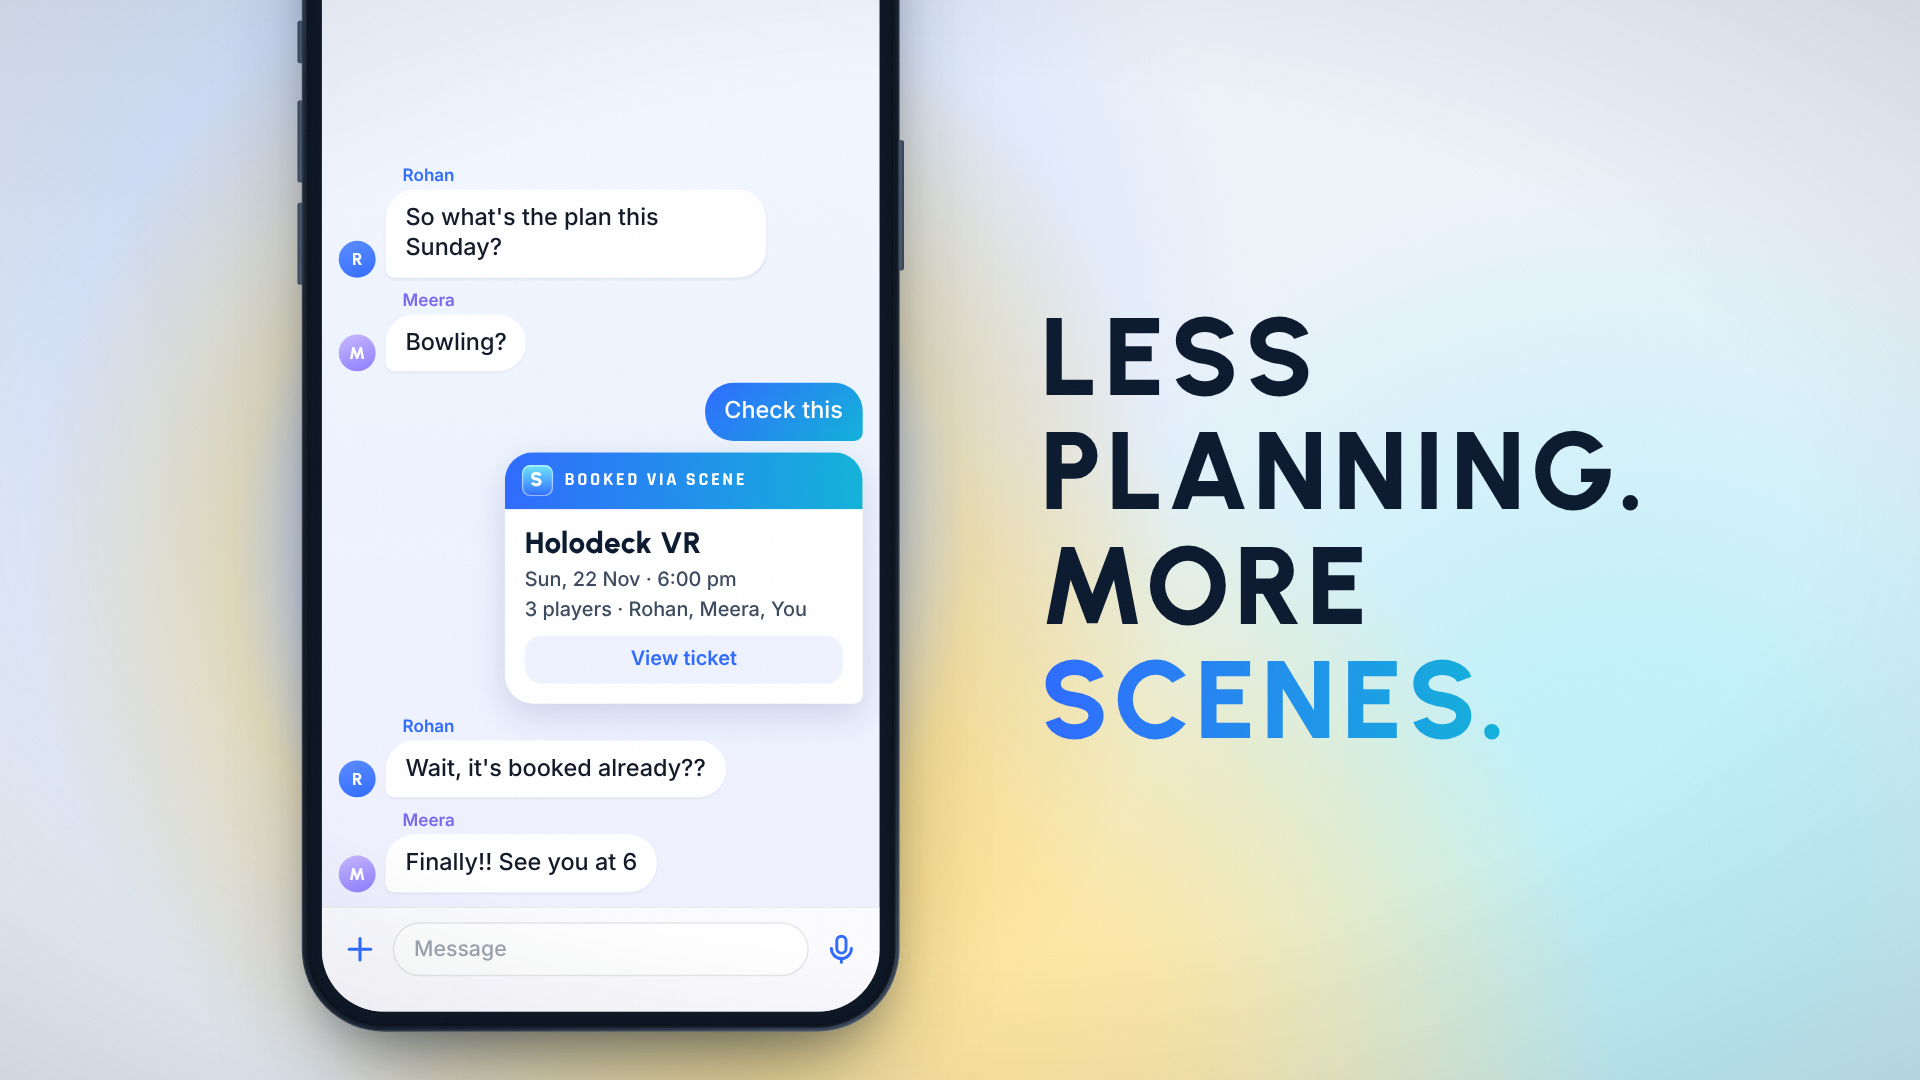 Rohan
So what's the plan this
Sunday?
R
Meera
Bowling?
M
Check this
S BOOKED VIA SCENE
Holodeck VR
Sun, 22 Nov · 6:00 pm
3 players · Rohan, Meera, You
View ticket
Rohan
Wait, it's booked already??
R
Meera
Finally!! See you at 6
M
Message
LESS
PLANNING.
MORE
SCENES.